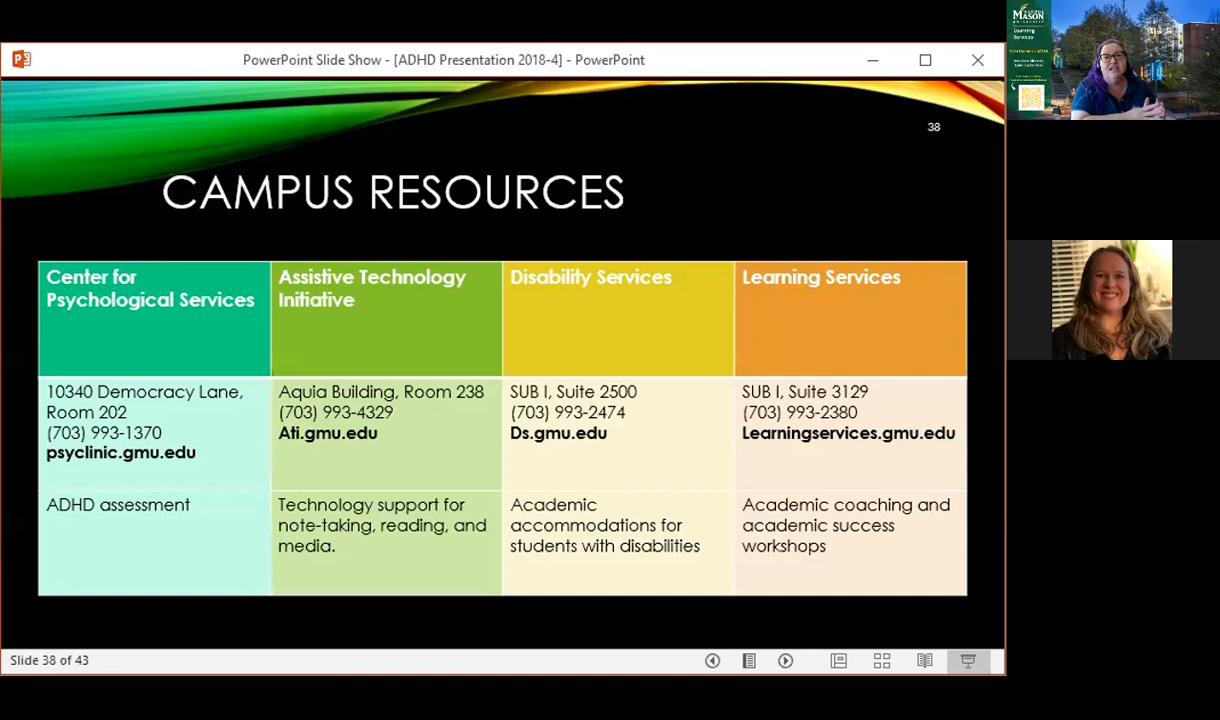 PowerPoint Slide Show - [ADHD Presentation 2018-4] - PowerPoint
38
CAMPUS RESOURCES
Center for
Psychological Services
Assistive Technology
Initiative
Disability Services
Learning Services
10340 Democracy Lane,
Room 202
(703) 993-1370
psyclinic.gmu.edu
Aquia Building, Room 238
(703) 993-4329
Ati.gmu.edu
SUB I, Suite 2500
(703) 993-2474
Ds.gmu.edu
SUB I, Suite 3129
(703) 993-2380
Learningservices.gmu.edu
ADHD assessment
Technology support for
note-taking, reading, and
media.
Academic
accommodations for
students with disabilities
Academic coaching and
academic success
workshops
Slide 38 of 43
MASON
Learning
Services